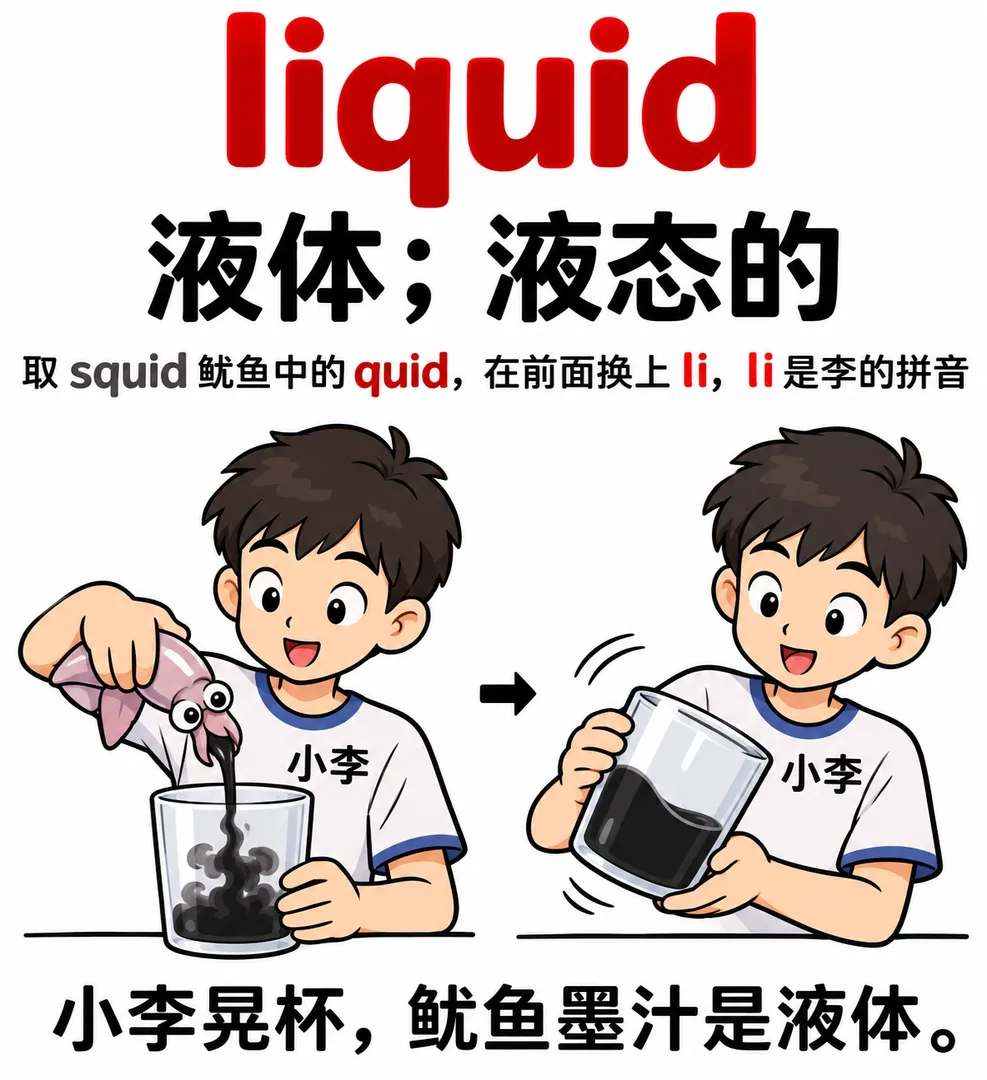 liquid
液体；液态的
取 squid 鱿鱼中的 quid，在前面换上 li，li 是李的拼音
小李
小李
小李晃杯，鱿鱼墨汁是液体。